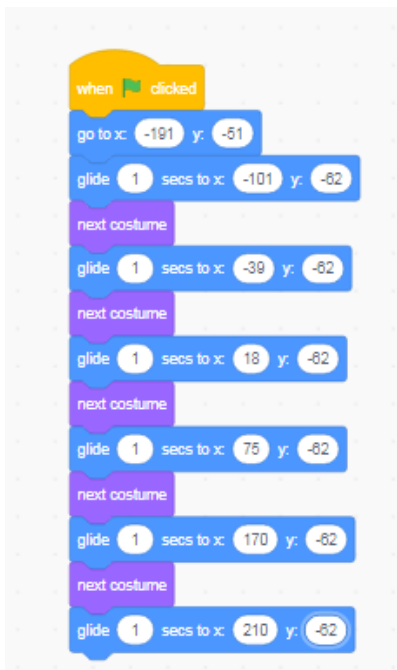 when clicked
go to x: -191 y: -51
glide 1 secs to x: -101 y: -62
next costume
glide 1 secs to x: -39 y: -62
next costume
glide 1 secs to x: 18 y: -62
next costume
glide 1 secs to x: 75 y: -62
next costume
glide 1 secs to x: 170 y: -62
next costume
glide 1 secs to x: 210 y: -62